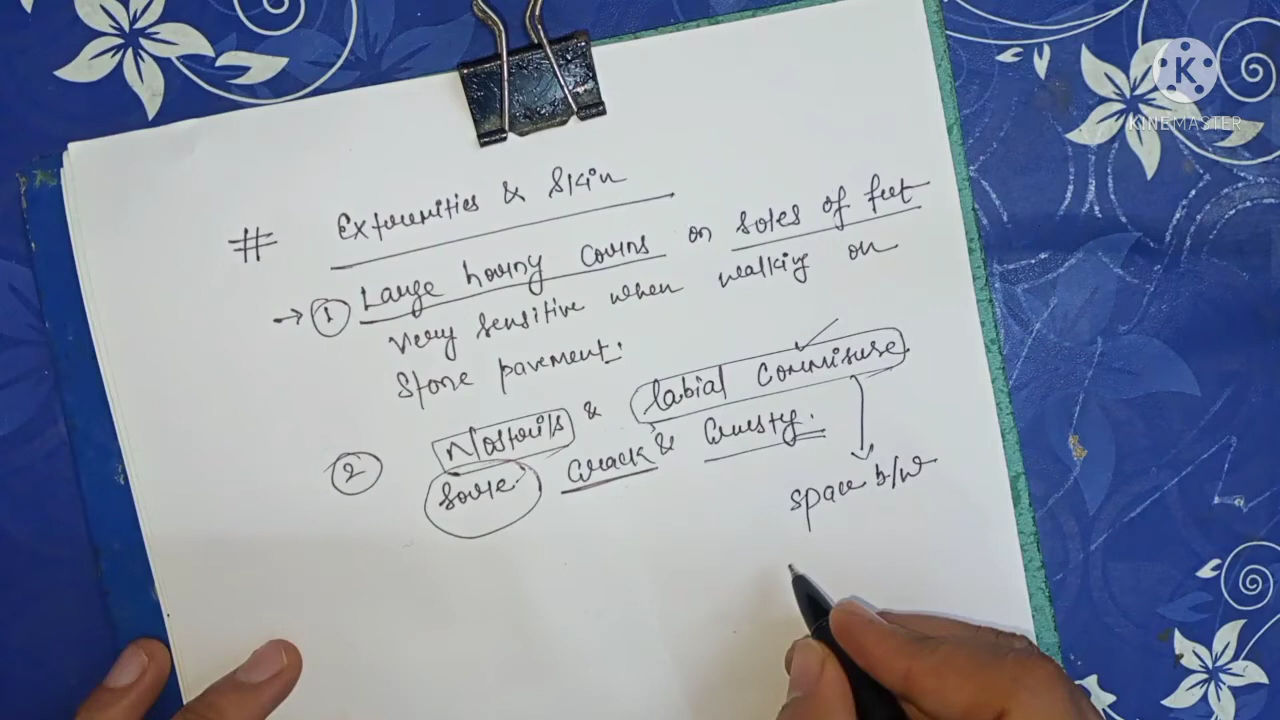 # Extremities & Skin
→ ① Large horny corns on soles of feet
very sensitive when walking on
stone pavement.
② Nostrils & labial commisure.
sore crack & crusty.
space b/w
K
KINEMASTER